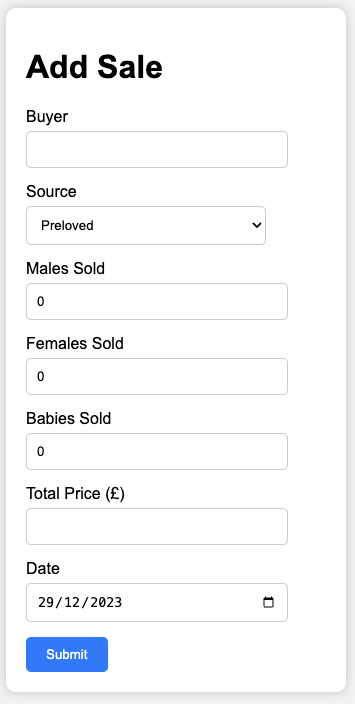 Add Sale
Buyer
Source
Preloved
Males Sold
0
Females Sold
0
Babies Sold
0
Total Price (£)
Date
29/12/2023
Submit